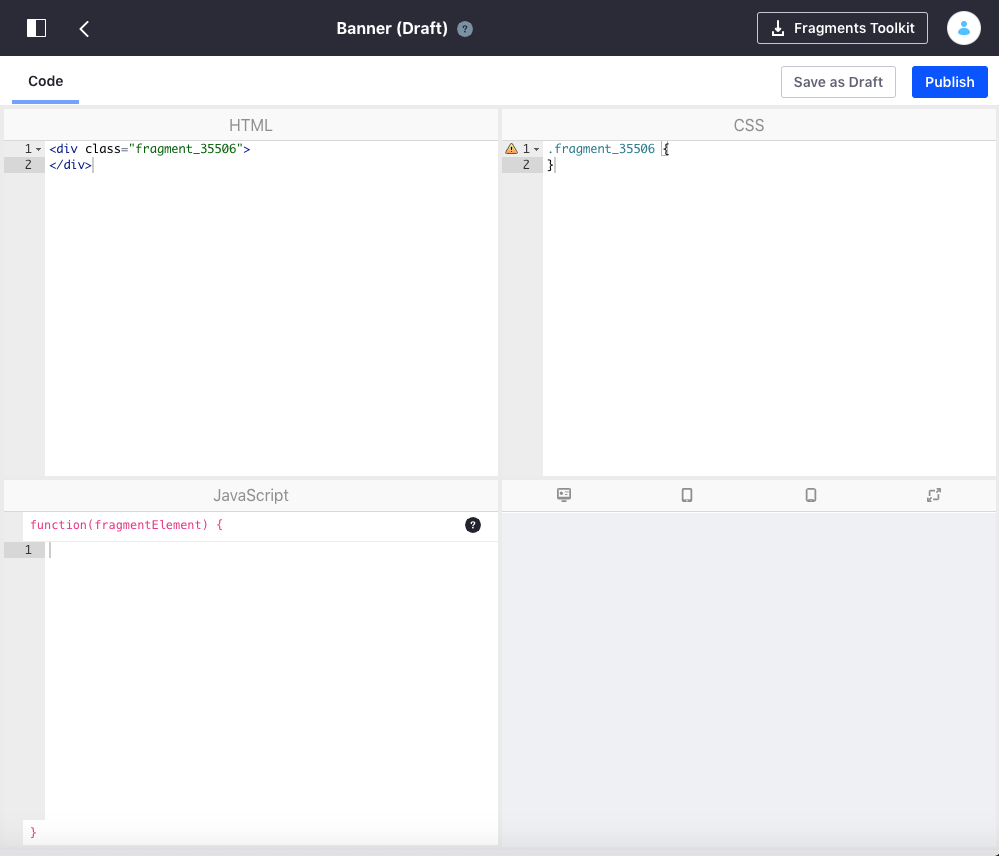 Banner (Draft) ?
Fragments Toolkit
Code
Save as Draft
Publish
HTML
1 <div class="fragment_35506">
2 </div>
CSS
1 .fragment_35506 {
2 }
JavaScript
function(fragmentElement) {
?
1
}